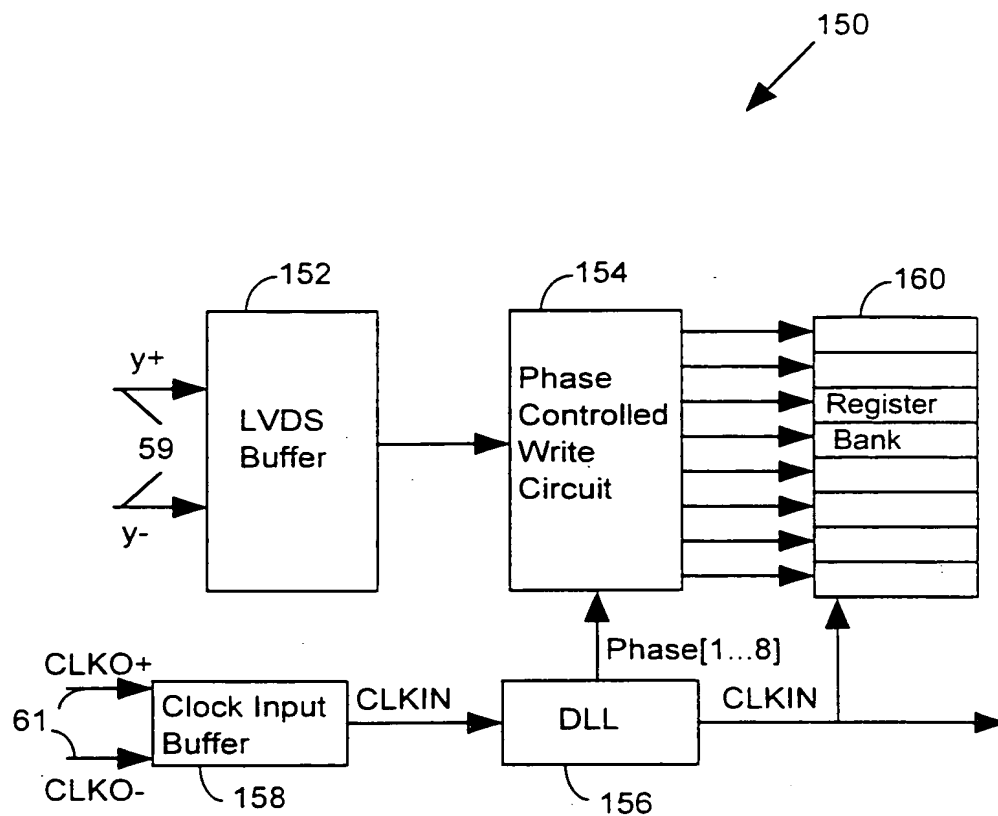 150
152
154
160
y+
59
y-
LVDS
Buffer
Phase
Controlled
Write
Circuit
Register
Bank
Phase[1...8]
CLKO+
61
CLKO-
Clock Input
Buffer
CLKIN
DLL
CLKIN
158
156